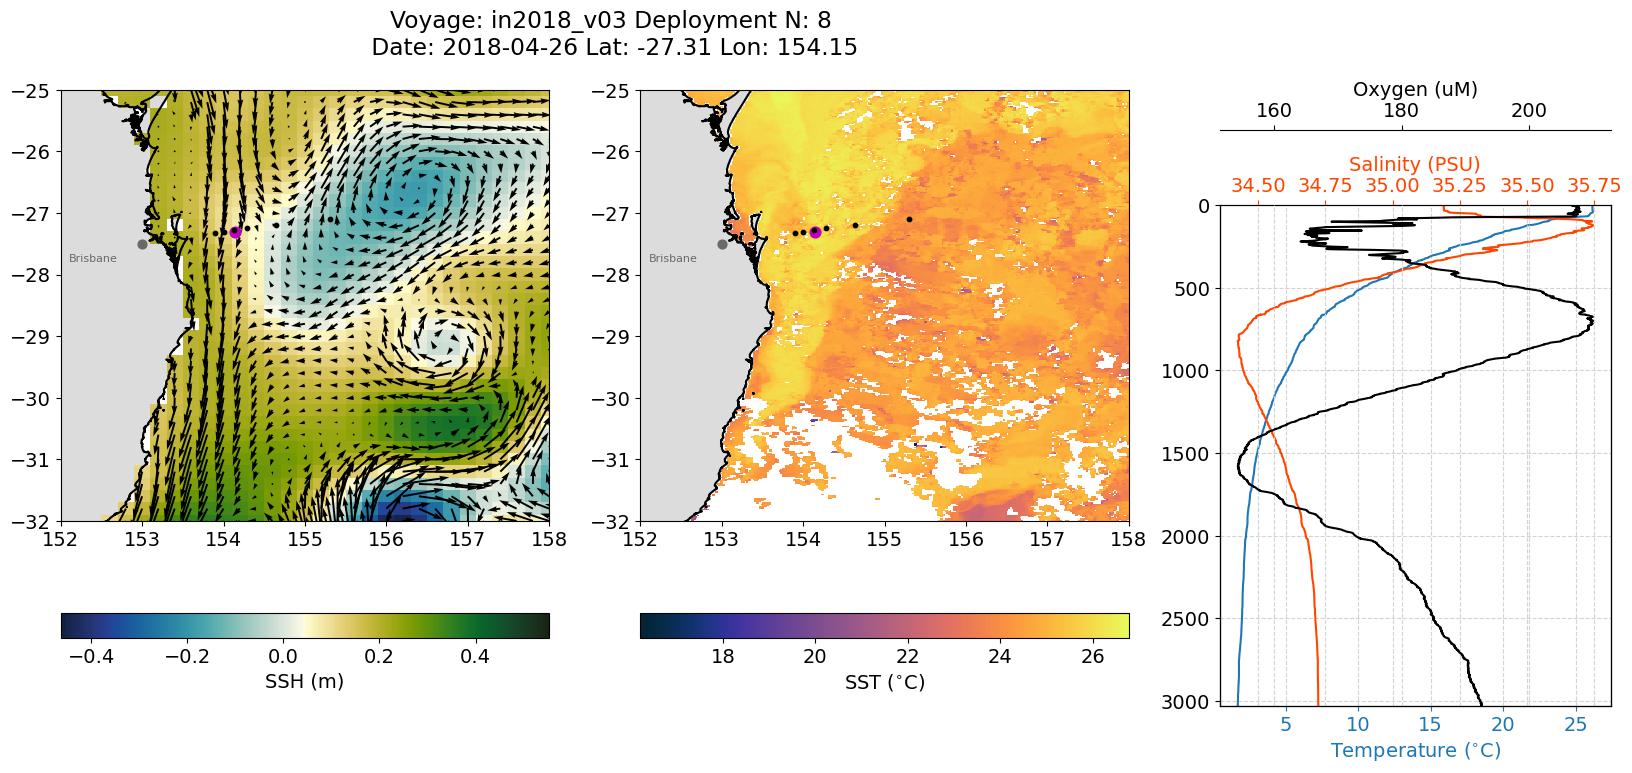 Voyage: in2018_v03 Deployment N: 8
Date: 2018-04-26 Lat: -27.31 Lon: 154.15
−25
−26
−27
−28
−29
−30
−31
−32
Brisbane
152 153 154 155 156 157 158
−0.4 −0.2 0.0 0.2 0.4
SSH (m)
−25
−26
−27
−28
−29
−30
−31
−32
Brisbane
152 153 154 155 156 157 158
18 20 22 24 26
SST (°C)
Oxygen (uM)
160 180 200
Salinity (PSU)
34.50 34.75 35.00 35.25 35.50 35.75
0
500
1000
1500
2000
2500
3000
5 10 15 20 25
Temperature (°C)